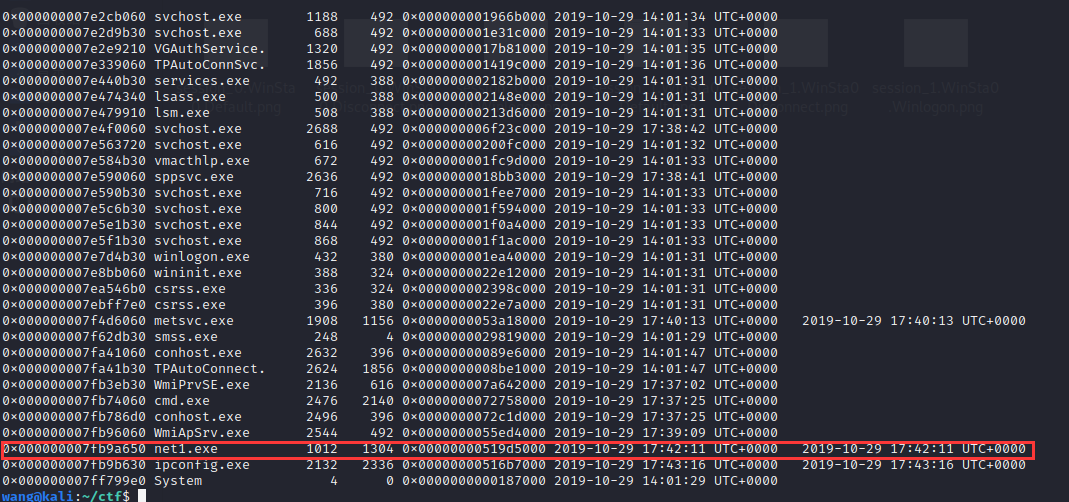 0×000000007e2cb060 svchost.exe 1188 492 0×000000001966b000 2019-10-29 14:01:34 UTC+0000
0×000000007e2d9b30 svchost.exe 688 492 0×000000001e31c000 2019-10-29 14:01:33 UTC+0000
0×000000007e2e9210 VGAuthService. 1320 492 0×0000000017b81000 2019-10-29 14:01:35 UTC+0000
0×000000007e339060 TPAutoConnSvc. 1856 492 0×000000001419c000 2019-10-29 14:01:36 UTC+0000
0×000000007e440b30 services.exe 492 388 0×000000002182b000 2019-10-29 14:01:31 UTC+0000
0×000000007e474340 lsass.exe 500 388 0×000000002148e000 2019-10-29 14:01:31 UTC+0000
0×000000007e479910 lsm.exe 508 388 0×00000000213d6000 2019-10-29 14:01:31 UTC+0000
0×000000007e4f0060 svchost.exe 2688 492 0×000000006f23c000 2019-10-29 17:38:42 UTC+0000
0×000000007e563720 svchost.exe 616 492 0×00000000200fc000 2019-10-29 14:01:32 UTC+0000
0×000000007e584b30 vmacthlp.exe 672 492 0×000000001fc9d000 2019-10-29 14:01:33 UTC+0000
0×000000007e590060 sppsvc.exe 2636 492 0×0000000018bb3000 2019-10-29 17:38:41 UTC+0000
0×000000007e590b30 svchost.exe 716 492 0×000000001fee7000 2019-10-29 14:01:33 UTC+0000
0×000000007e5c6b30 svchost.exe 800 492 0×000000001f594000 2019-10-29 14:01:33 UTC+0000
0×000000007e5e1b30 svchost.exe 844 492 0×000000001f0a4000 2019-10-29 14:01:33 UTC+0000
0×000000007e5f1b30 svchost.exe 868 492 0×000000001f1ac000 2019-10-29 14:01:33 UTC+0000
0×000000007e7d4b30 winlogon.exe 432 380 0×000000001ea40000 2019-10-29 14:01:31 UTC+0000
0×000000007e8bb060 wininit.exe 388 324 0×0000000022e12000 2019-10-29 14:01:31 UTC+0000
0×000000007ea546b0 csrss.exe 336 324 0×000000002398c000 2019-10-29 14:01:31 UTC+0000
0×000000007ebff7e0 csrss.exe 396 380 0×0000000022e7a000 2019-10-29 14:01:31 UTC+0000
0×000000007f4d6060 metsvc.exe 1908 1156 0×0000000053a18000 2019-10-29 17:40:13 UTC+0000 2019-10-29 17:40:13 UTC+0000
0×000000007f62db30 smss.exe 248 4 0×0000000029819000 2019-10-29 14:01:29 UTC+0000
0×000000007fa41060 conhost.exe 2632 396 0×00000000089e6000 2019-10-29 14:01:47 UTC+0000
0×000000007fa41b30 TPAutoConnect. 2624 1856 0×0000000008be1000 2019-10-29 14:01:47 UTC+0000
0×000000007fb3eb30 WmiPrvSE.exe 2136 616 0×000000007a642000 2019-10-29 17:37:02 UTC+0000
0×000000007fb74060 cmd.exe 2476 2140 0×0000000072758000 2019-10-29 17:37:25 UTC+0000
0×000000007fb786d0 conhost.exe 2496 396 0×0000000072c1d000 2019-10-29 17:37:25 UTC+0000
0×000000007fb96060 WmiApSrv.exe 2544 492 0×0000000055ed4000 2019-10-29 17:39:09 UTC+0000
0×000000007fb9a650 net1.exe 1012 1304 0×00000000519d5000 2019-10-29 17:42:11 UTC+0000 2019-10-29 17:42:11 UTC+0000
0×000000007fb9b630 ipconfig.exe 2132 2336 0×00000000516b7000 2019-10-29 17:43:16 UTC+0000 2019-10-29 17:43:16 UTC+0000
0×000000007ff799e0 System 4 0 0×0000000000187000 2019-10-29 14:01:29 UTC+0000
wang@kali:~/ctf$